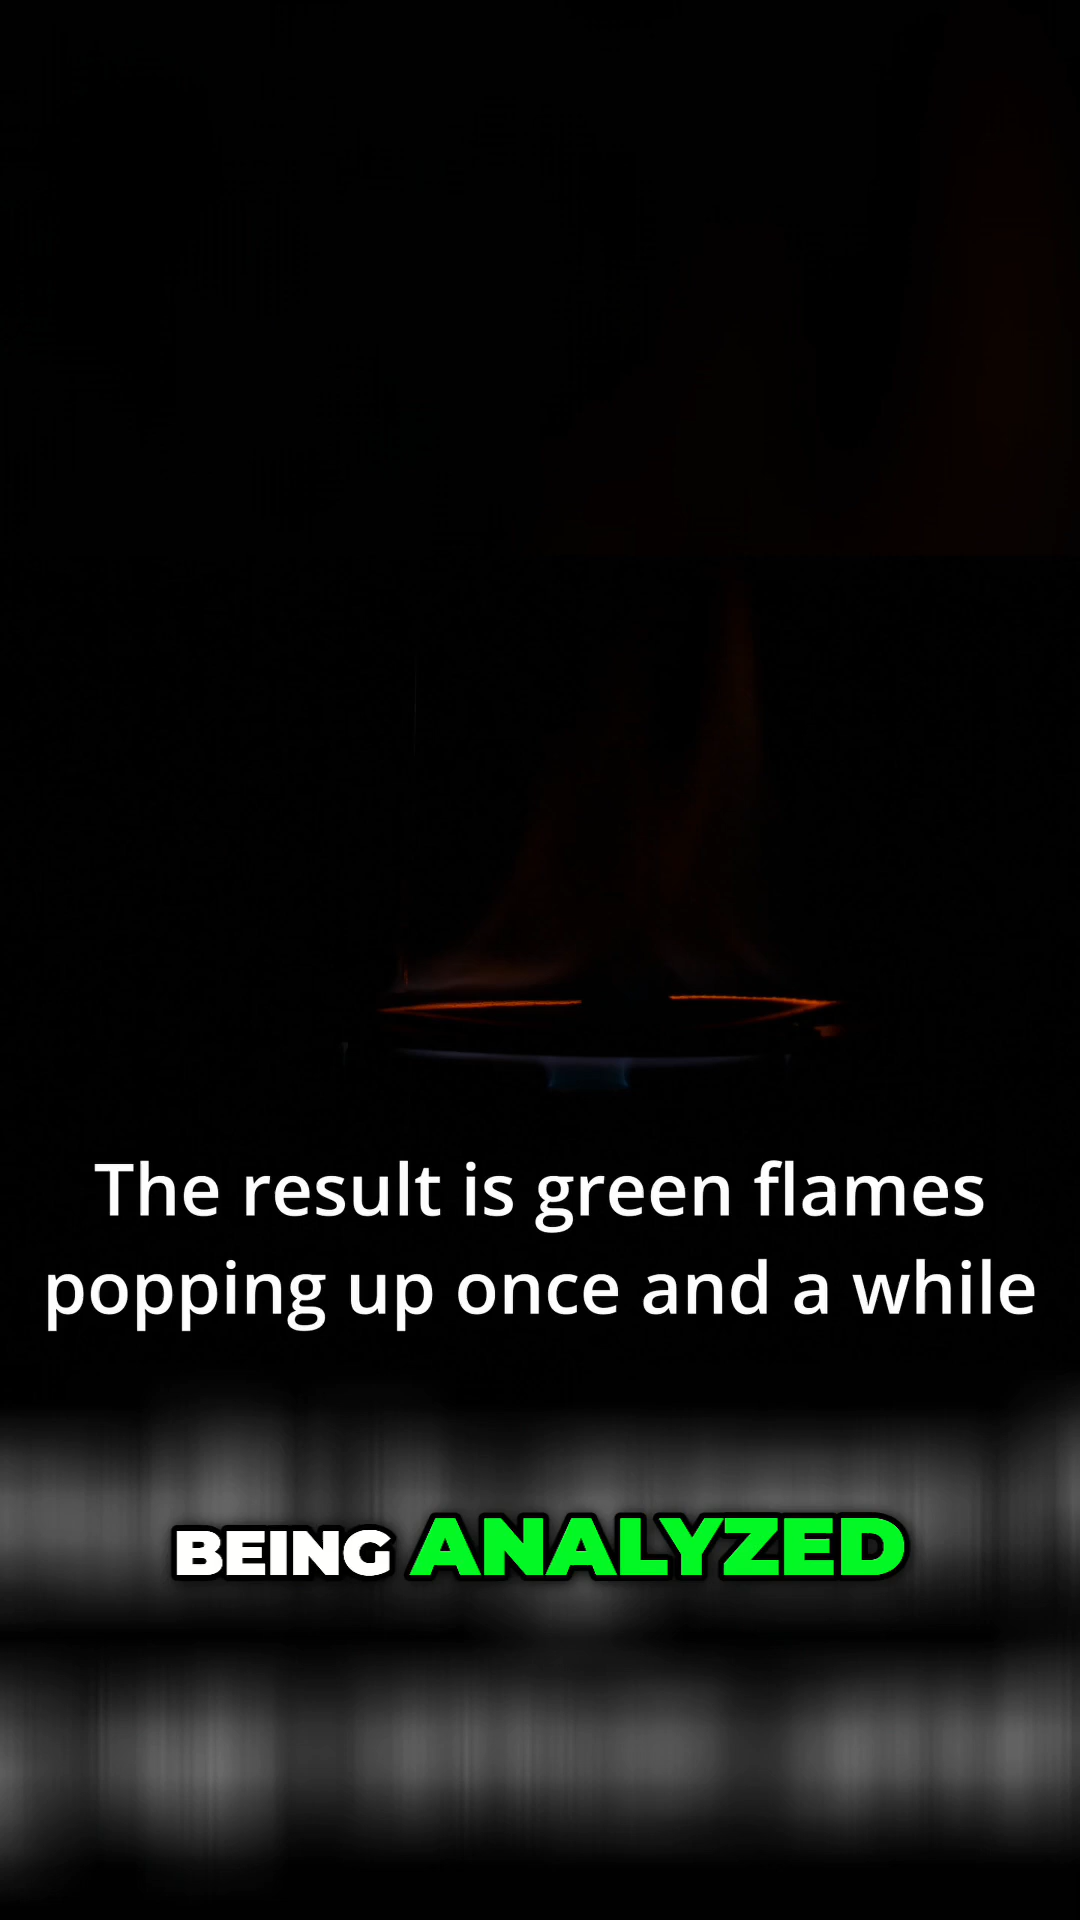 The result is green flames
popping up once and a while
BEING ANALYZED